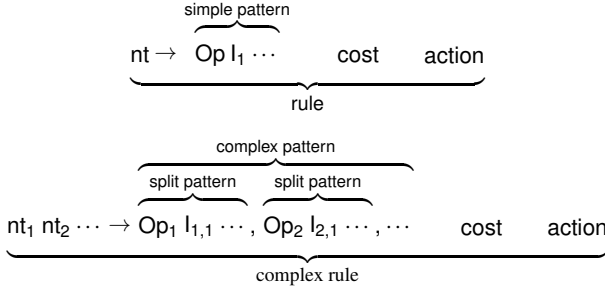 simple pattern
nt → Op I₁ ⋯ cost action
rule
complex pattern
split pattern split pattern
nt₁ nt₂ ⋯ → Op₁ I₁,₁ ⋯ , Op₂ I₂,₁ ⋯ , ⋯ cost action
complex rule